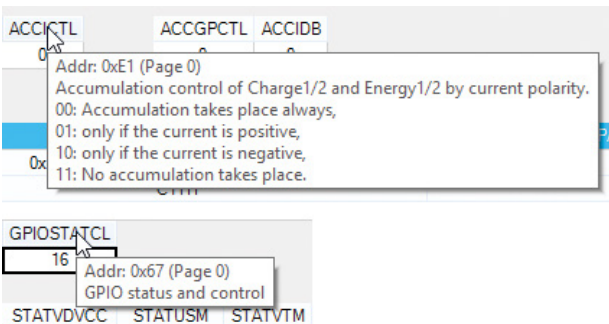 ACCICTL ACCGPCTL ACCIDB
Addr: 0xE1 (Page 0)
Accumulation control of Charge1/2 and Energy1/2 by current polarity.
00: Accumulation takes place always,
01: only if the current is positive,
10: only if the current is negative,
11: No accumulation takes place.
0x
GPIOSTATCL
16
Addr: 0x67 (Page 0)
GPIO status and control
STATVDVCC STATUSM STATVTM